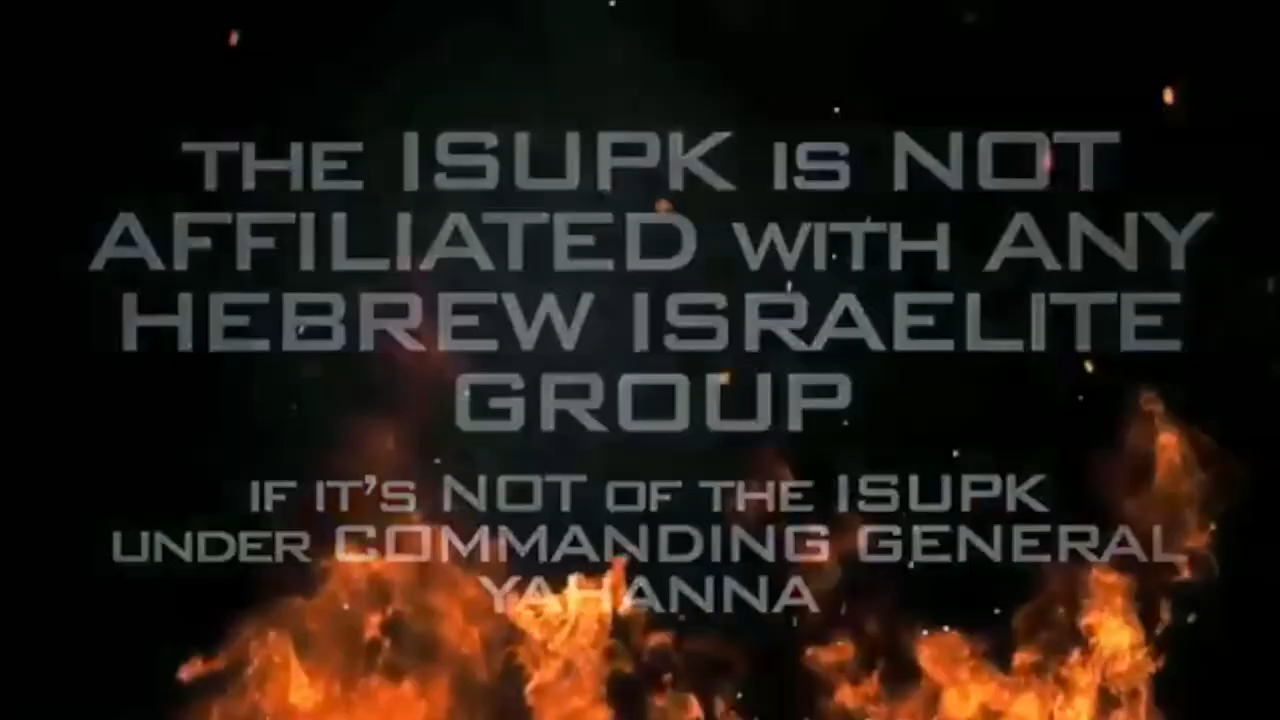 THE ISUPK IS NOT
AFFILIATED WITH ANY
HEBREW ISRAELITE
GROUP
IF IT'S NOT OF THE ISUPK
UNDER COMMANDING GENERAL
YAHANNA